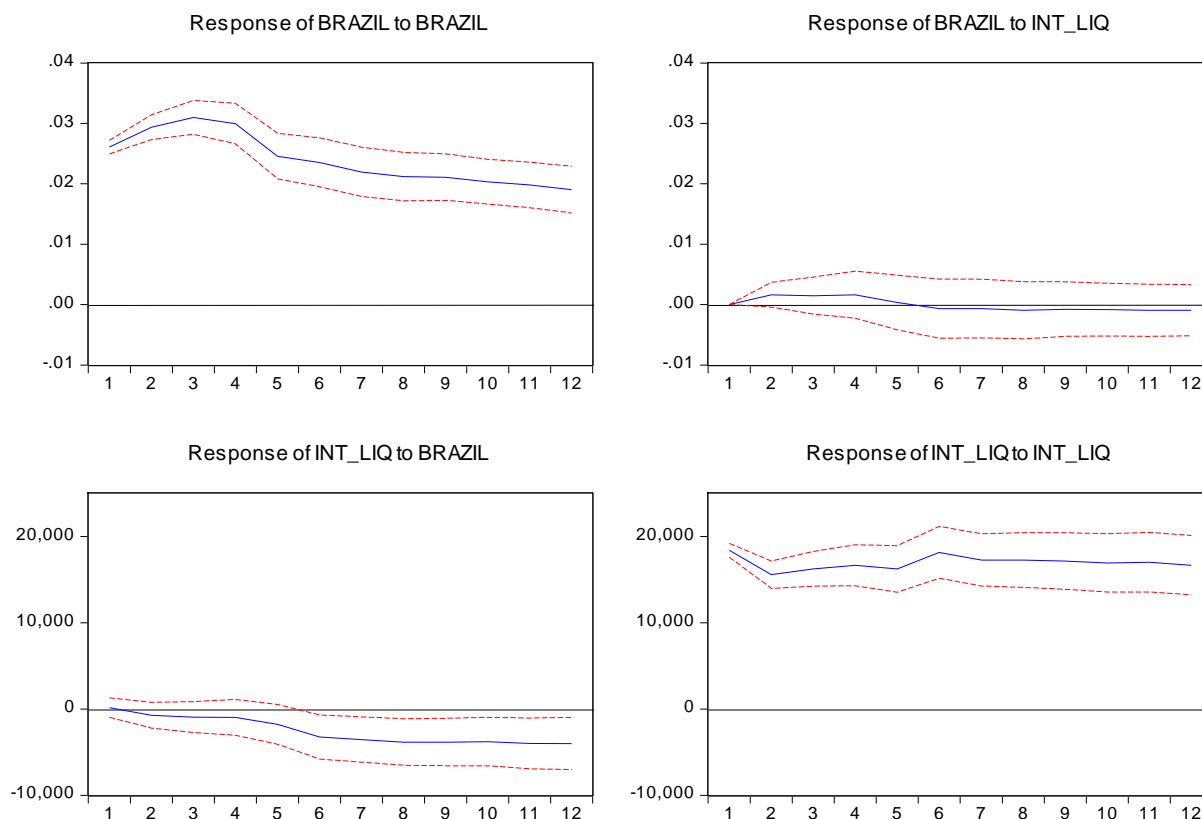 Response of BRAZIL to BRAZIL
.04
.03
.02
.01
.00
-.01
1 2 3 4 5 6 7 8 9 10 11 12
Response of BRAZIL to INT_LIQ
.04
.03
.02
.01
.00
-.01
1 2 3 4 5 6 7 8 9 10 11 12
Response of INT_LIQ to BRAZIL
20,000
10,000
0
-10,000
1 2 3 4 5 6 7 8 9 10 11 12
Response of INT_LIQ to INT_LIQ
20,000
10,000
0
-10,000
1 2 3 4 5 6 7 8 9 10 11 12